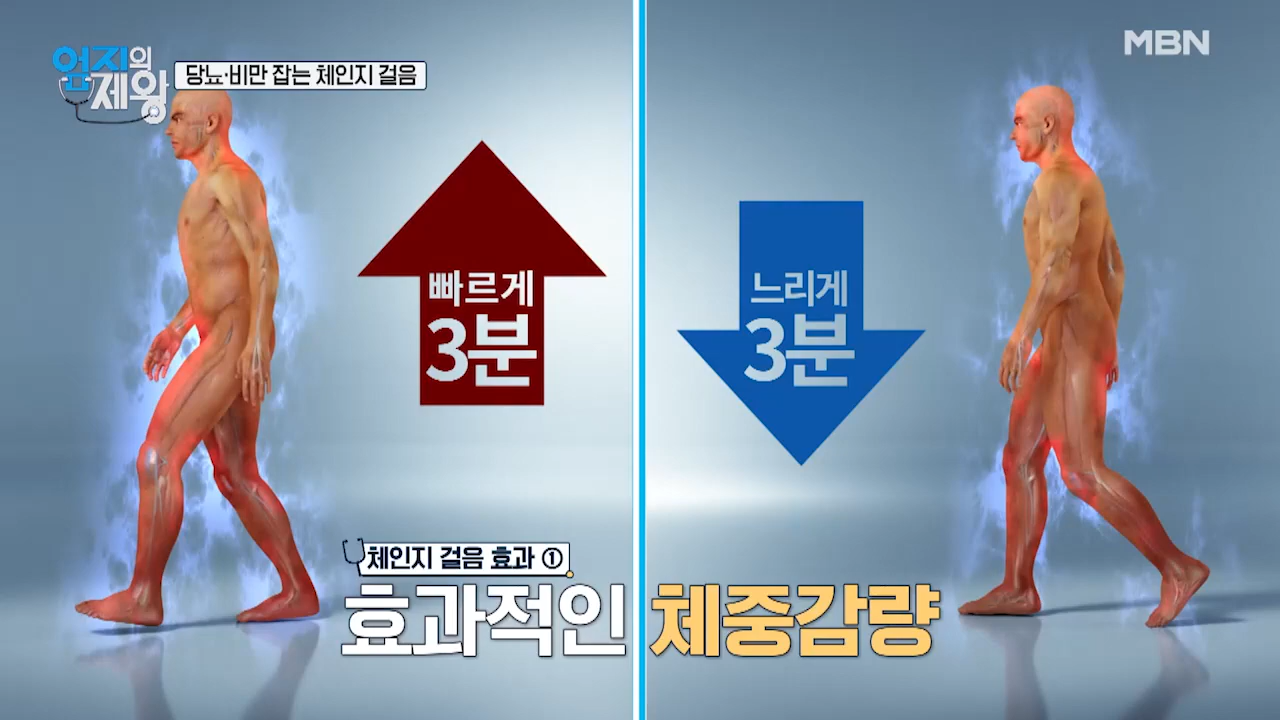 엄지의
제왕
당뇨·비만 잡는 체인지 걸음
MBN
빠르게
3분
느리게
3분
체인지 걸음 효과 ①
효과적인 체중감량